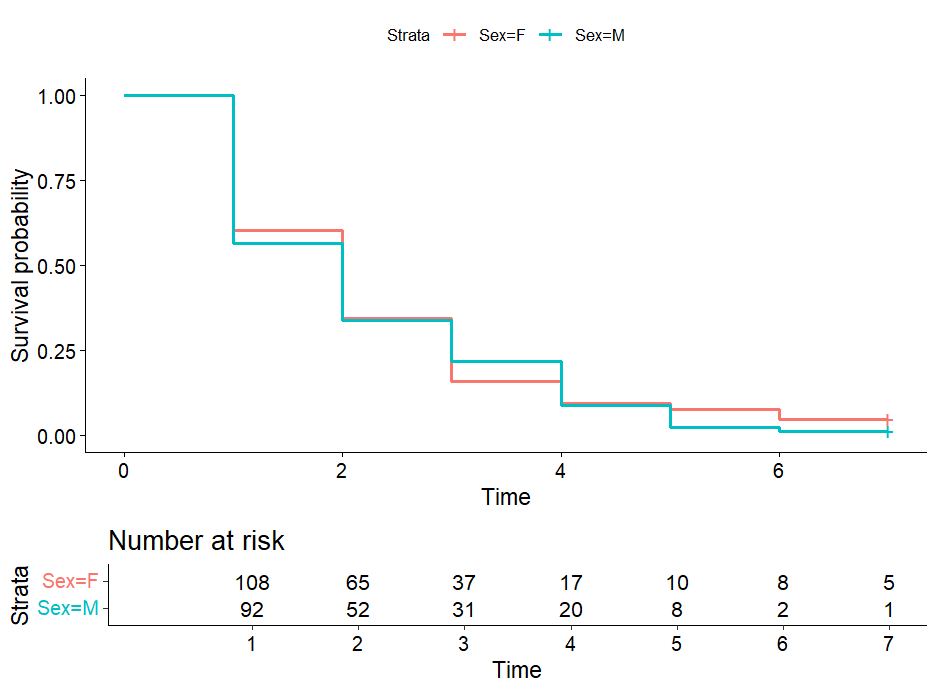 Strata Sex=F Sex=M
Survival probability
1.00
0.75
0.50
0.25
0.00
0 2 4 6
Time
Number at risk
Strata
Sex=F 108 65 37 17 10 8 5
Sex=M 92 52 31 20 8 2 1
1 2 3 4 5 6 7
Time